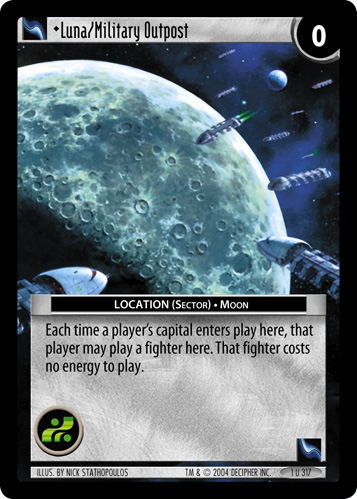 •Luna/Military Outpost
0
LOCATION (SECTOR) • MOON
Each time a player's capital enters play here, that
player may play a fighter here. That fighter costs
no energy to play.
ILLUS. BY NICK STATHOPOULOS TM & © 2004 DECIPHER INC. 1 U 317